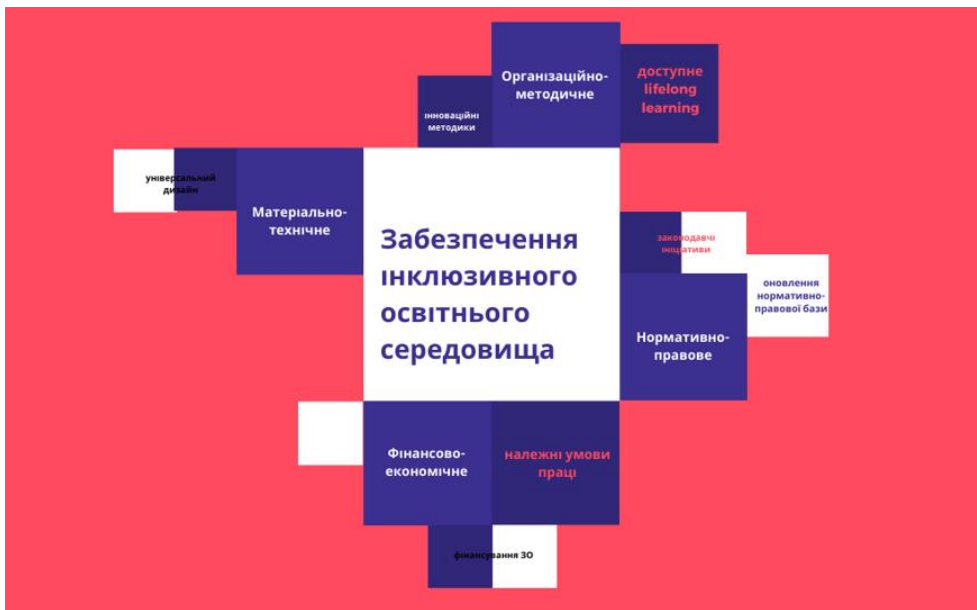 Організаційно-
методичне
доступне
lifelong
learning
інноваційні
методики
універсальний
дизайн
Матеріально-
технічне
Забезпечення
інклюзивного
освітнього
середовища
законодавчі
ініціативи
оновлення
нормативно-
правової бази
Нормативно-
правове
Фінансово-
економічне
належні умови
праці
фінансування ЗО